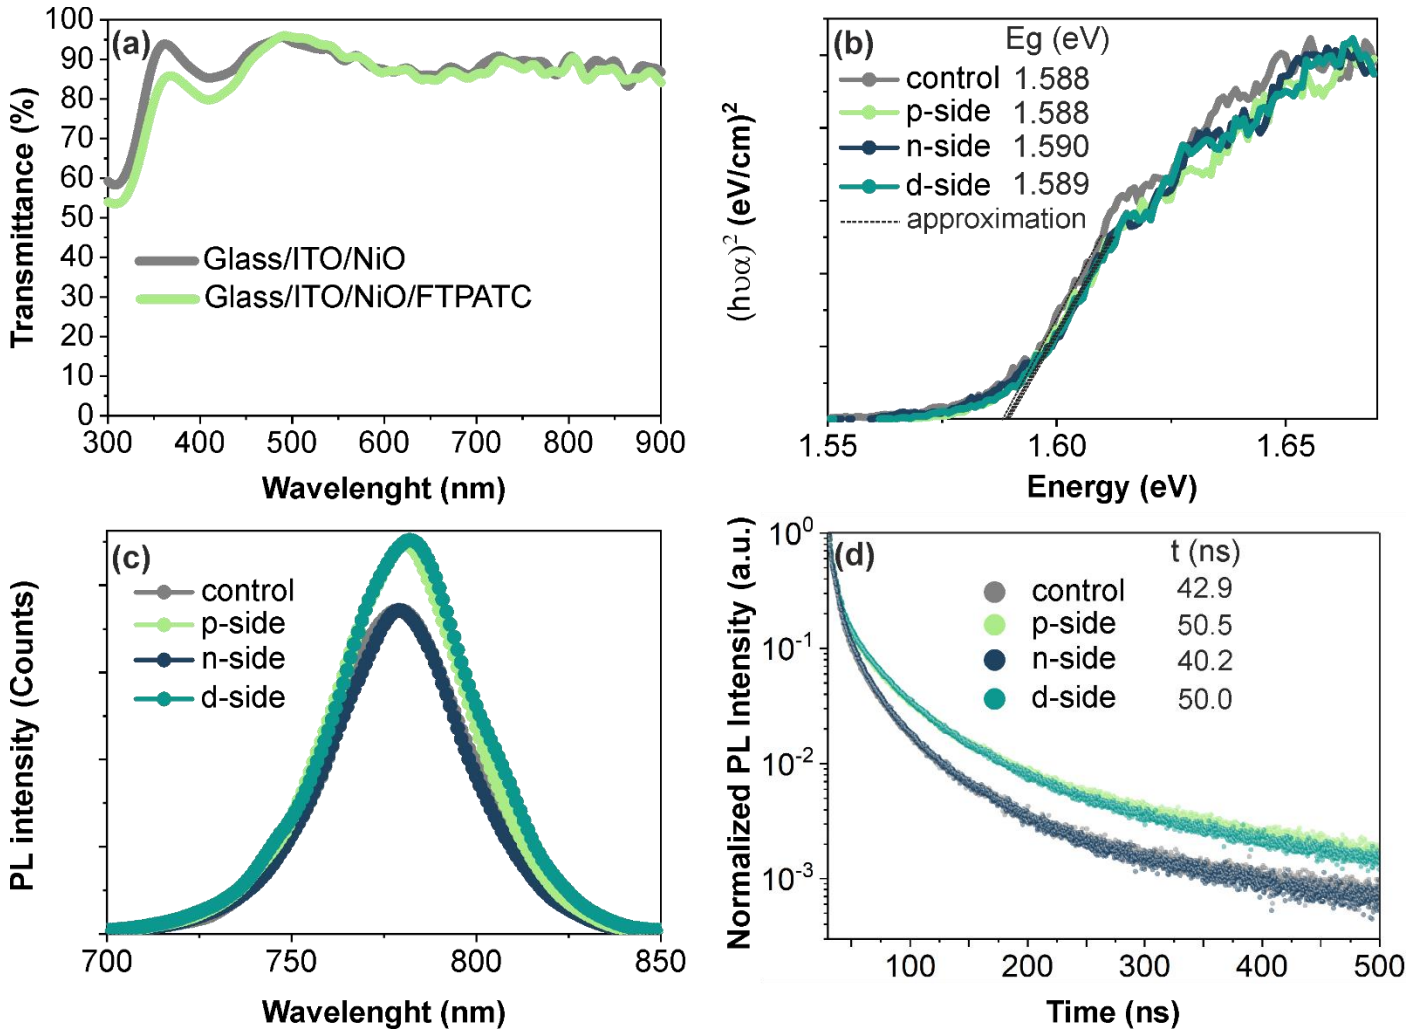 (a)
100
90
80
70
60
50
40
30
20
10
0
Transmittance (%)
Glass/ITO/NiO
Glass/ITO/NiO/FTPATC
300 400 500 600 700 800 900
Wavelenght (nm)
(b)
Eg (eV)
control 1.588
p-side 1.588
n-side 1.590
d-side 1.589
approximation
(hυα)² (eV/cm)²
1.55 1.60 1.65
Energy (eV)
(c)
control
p-side
n-side
d-side
PL intensity (Counts)
700 750 800 850
Wavelenght (nm)
(d)
t (ns)
control 42.9
p-side 50.5
n-side 40.2
d-side 50.0
10⁰
10⁻¹
10⁻²
10⁻³
Normalized PL Intensity (a.u.)
100 200 300 400 500
Time (ns)